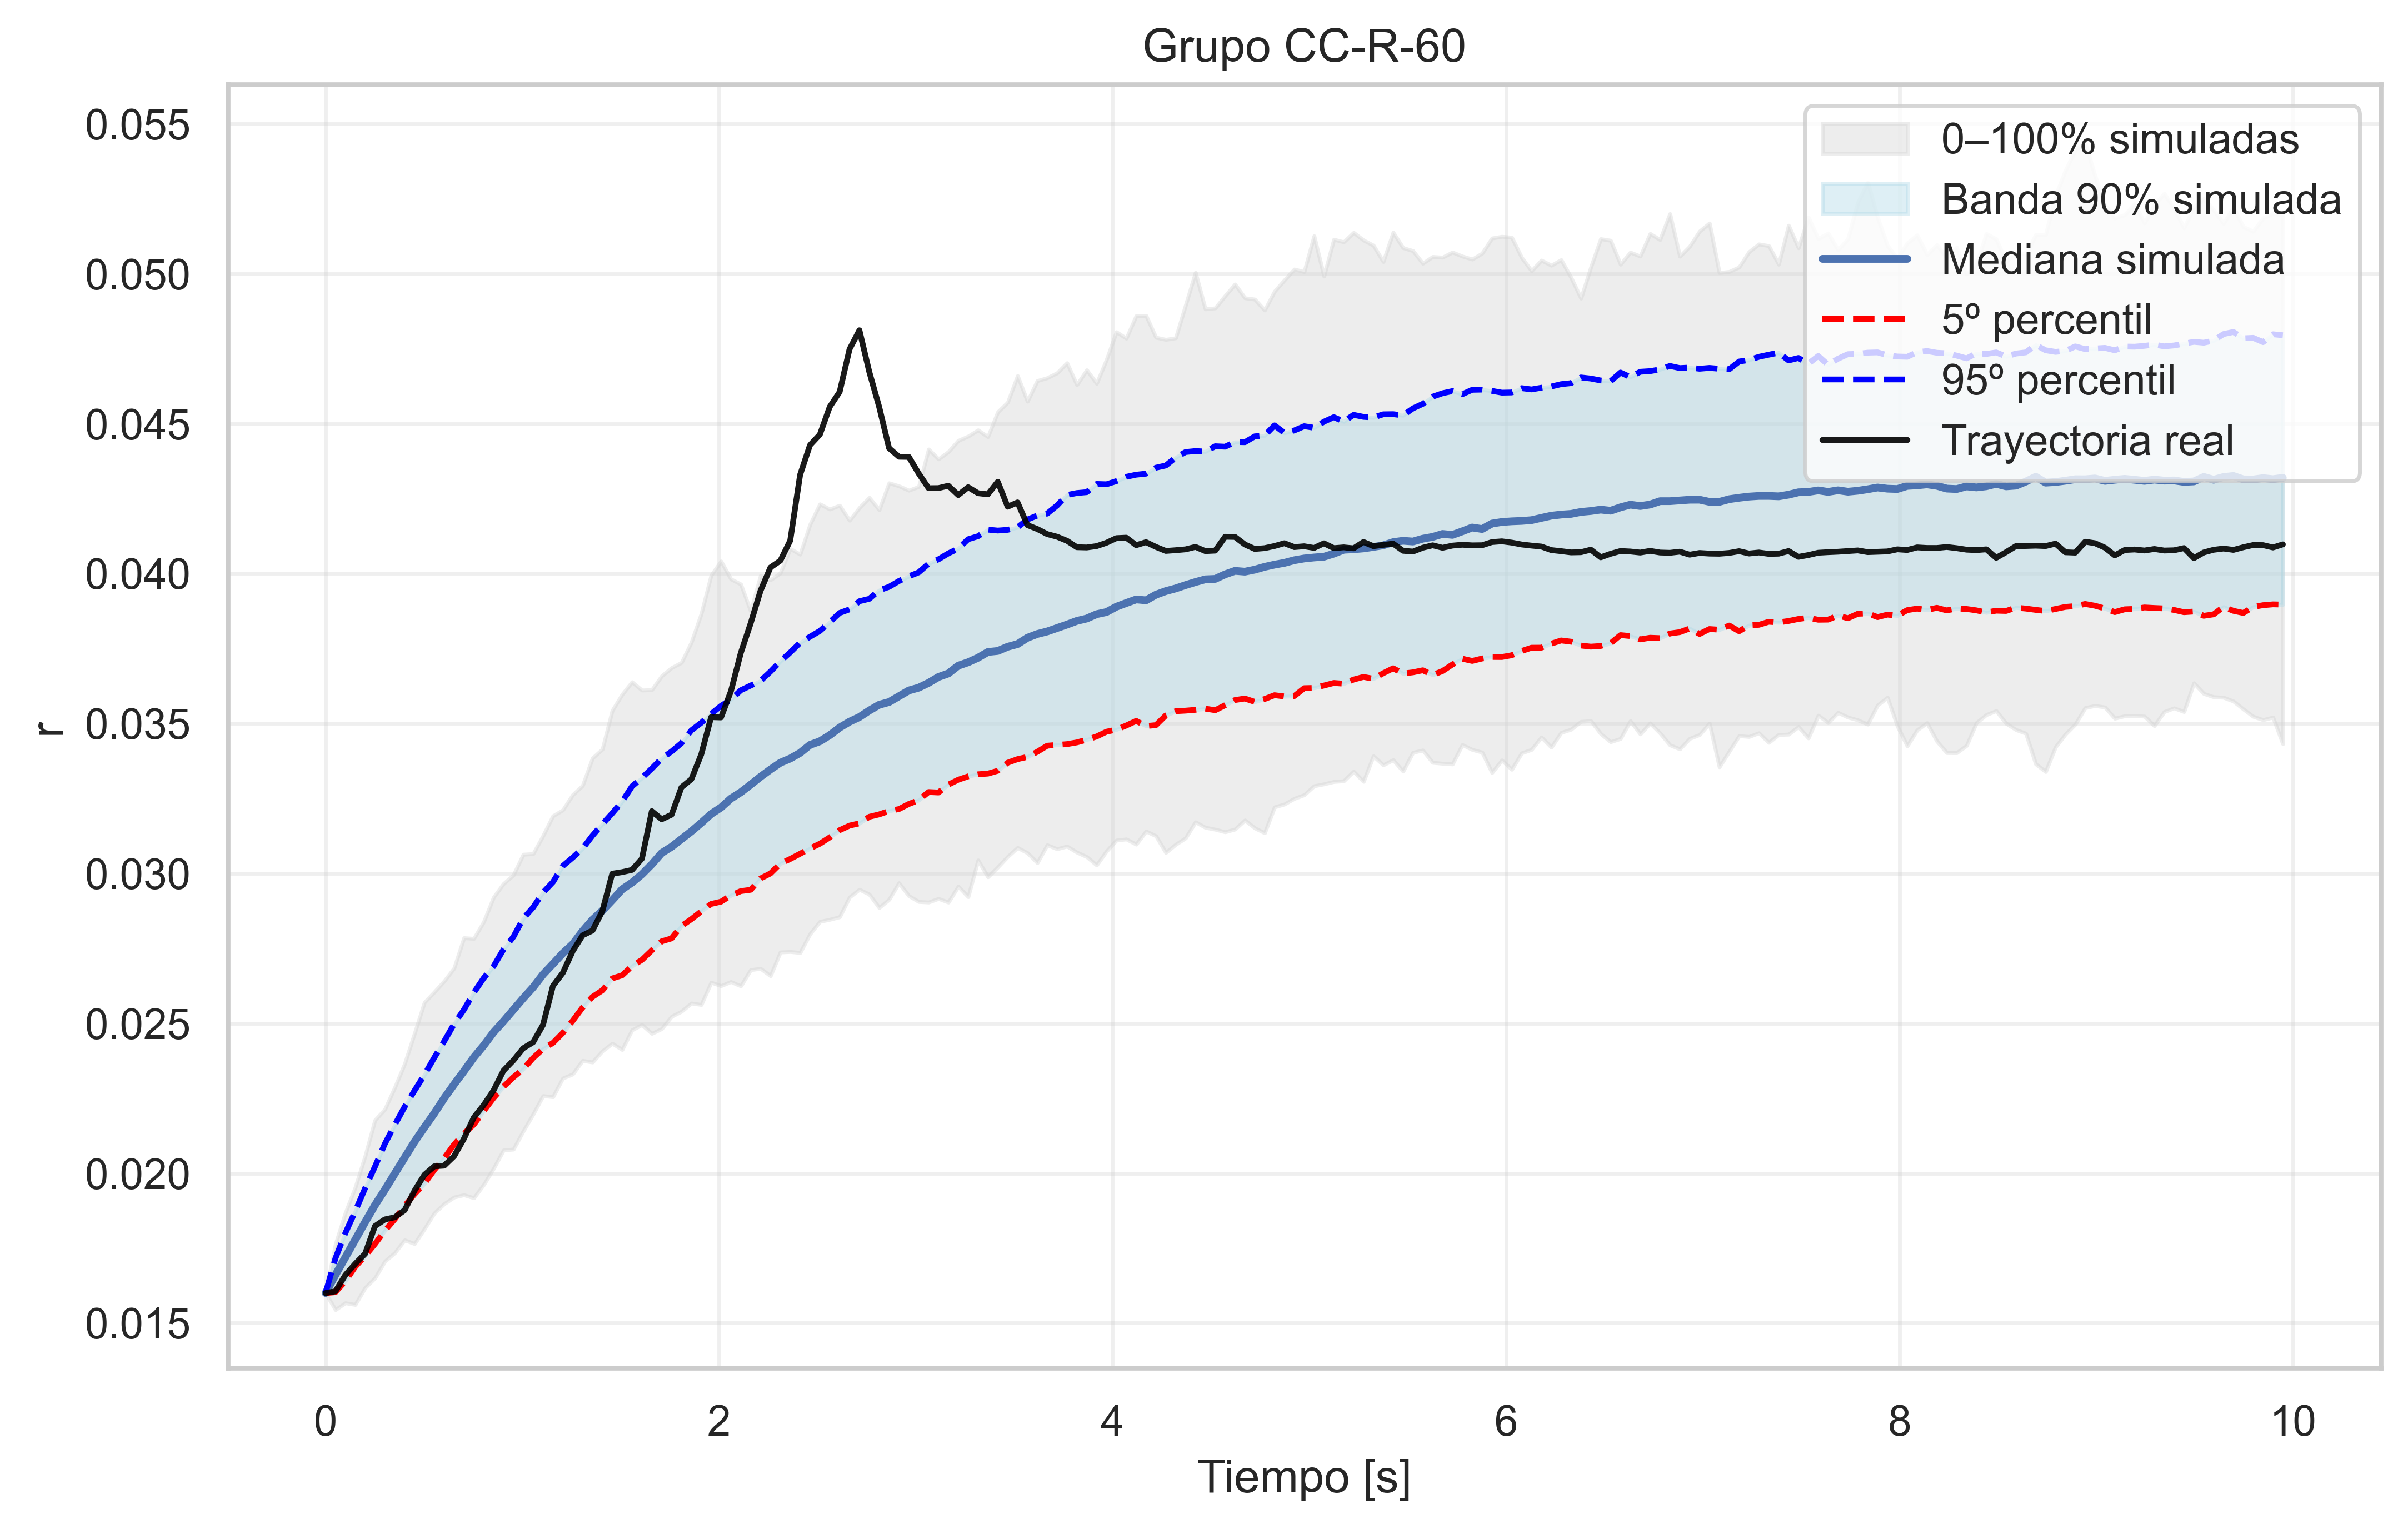 Grupo CC-R-60
0.055
0.050
0.045
0.040
0.035
0.030
0.025
0.020
0.015
r
0–100% simuladas
Banda 90% simulada
Mediana simulada
5º percentil
95º percentil
Trayectoria real
0 2 4 6 8 10
Tiempo [s]